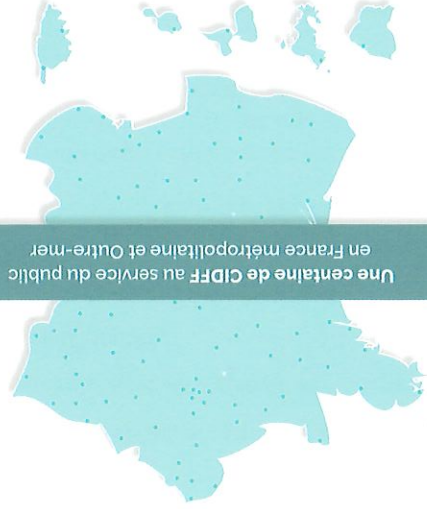 Une centaine de CIDFF au service du public
en France métropolitaine et Outre-mer